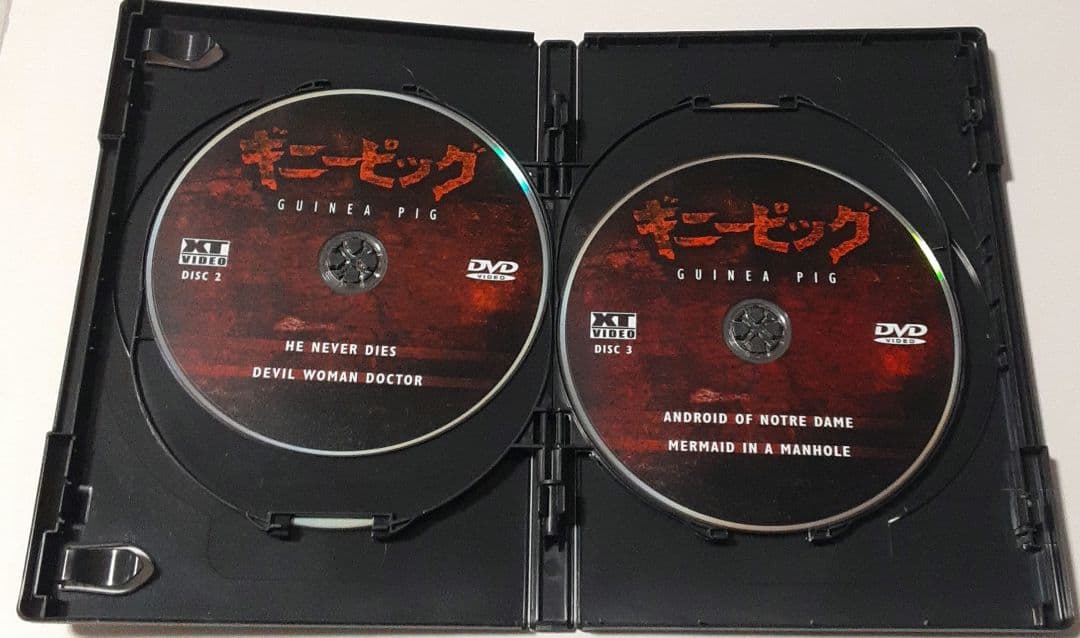 ギニーピッグ
GUINEA PIG
XT
VIDEO
DISC 2
DVD
VIDEO
HE NEVER DIES
DEVIL WOMAN DOCTOR
ギニーピッグ
GUINEA PIG
XT
VIDEO
DISC 3
DVD
VIDEO
ANDROID OF NOTRE DAME
MERMAID IN A MANHOLE